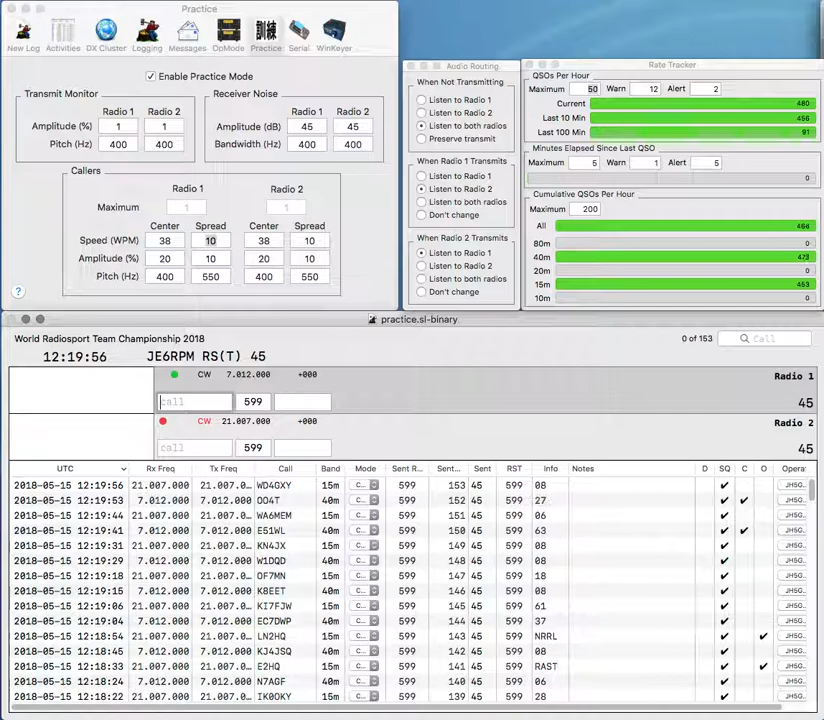 Practice
New Log Activities DX Cluster Logging Messages OpMode Practice Serial WinKeyer
訓練
Enable Practice Mode
Transmit Monitor
Radio 1 Radio 2
Amplitude (%) 1 1
Pitch (Hz) 400 400
Receiver Noise
Radio 1 Radio 2
Amplitude (dB) 45 45
Bandwidth (Hz) 400 400
Callers
Radio 1 Radio 2
Maximum 1 1
Center Spread Center Spread
Speed (WPM) 38 10 38 10
Amplitude (%) 20 10 20 10
Pitch (Hz) 400 550 400 550
?
Audio Routing
When Not Transmitting
Listen to Radio 1
Listen to Radio 2
Listen to both radios
Preserve transmit
When Radio 1 Transmits
Listen to Radio 1
Listen to Radio 2
Listen to both radios
Don't change
When Radio 2 Transmits
Listen to Radio 1
Listen to Radio 2
Listen to both radios
Don't change
Rate Tracker
QSOs Per Hour
Maximum 50 Warn 12 Alert 2
Current 480
Last 10 Min 456
Last 100 Min 91
Minutes Elapsed Since Last QSO
Maximum 5 Warn 1 Alert 5
0
Cumulative QSOs Per Hour
Maximum 200
All 464
80m 0
40m 473
20m 0
15m 453
10m 0
practice.sl-binary
World Radiosport Team Championship 2018
0 of 153 Call
12:19:56 JE6RPM RS(T) 45
CW 7.012.000 +000 Radio 1
call 599 45
CW 21.007.000 +000 Radio 2
call 599 45
UTC Rx Freq Tx Freq Call Band Mode Sent R... Sent... Sent RST Info Notes D SQ C O Opera
2018-05-15 12:19:56 21.007.000 21.007.0... WD4GXY 15m C... 599 153 45 599 08 ✔ JH5G..
2018-05-15 12:19:53 7.012.000 7.012.0... OO4T 40m C... 599 152 45 599 27 ✔ ✔ JH5G..
2018-05-15 12:19:44 21.007.000 21.007.0... WA6MEM 15m C... 599 151 45 599 06 ✔ JH5G..
2018-05-15 12:19:41 7.012.000 7.012.0... E51WL 40m C... 599 150 45 599 63 ✔ ✔ JH5G..
2018-05-15 12:19:31 21.007.000 21.007.0... KN4JX 15m C... 599 149 45 599 08 ✔ JH5G..
2018-05-15 12:19:29 7.012.000 7.012.0... W1DQD 40m C... 599 148 45 599 08 ✔ JH5G..
2018-05-15 12:19:18 21.007.000 21.007.0... OF7MN 15m C... 599 147 45 599 18 ✔ JH5G..
2018-05-15 12:19:15 7.012.000 7.012.0... K8EET 40m C... 599 146 45 599 08 ✔ JH5G..
2018-05-15 12:19:06 21.007.000 21.007.0... KI7FJW 15m C... 599 145 45 599 61 ✔ JH5G..
2018-05-15 12:19:04 7.012.000 7.012.0... EC7DWP 40m C... 599 144 45 599 37 ✔ JH5G..
2018-05-15 12:18:54 21.007.000 21.007.0... LN2HQ 15m C... 599 143 45 599 NRRL ✔ ✔ JH5G..
2018-05-15 12:18:45 7.012.000 7.012.0... KJ4JSQ 40m C... 599 142 45 599 08 ✔ JH5G..
2018-05-15 12:18:33 21.007.000 21.007.0... E2HQ 15m C... 599 141 45 599 RAST ✔ ✔ JH5G..
2018-05-15 12:18:24 7.012.000 7.012.0... N7AGF 40m C... 599 140 45 599 06 ✔ JH5G..
2018-05-15 12:18:22 21.007.000 21.007.0... IK0OKY 15m C... 599 139 45 599 28 ✔ JH5G..